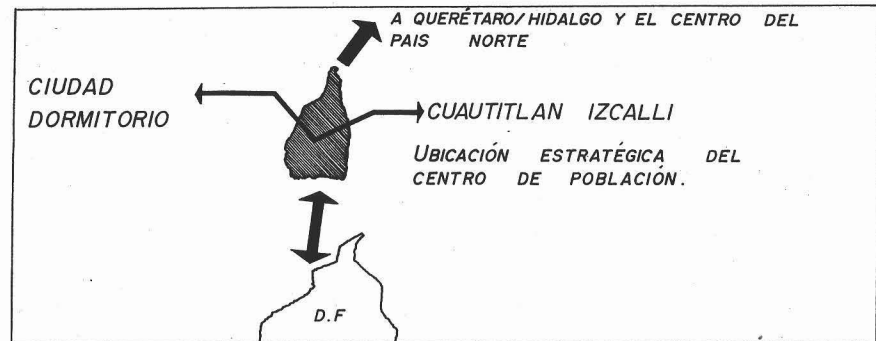 A QUERÉTARO/HIDALGO Y EL CENTRO DEL
PAIS NORTE
CIUDAD
DORMITORIO
CUAUTITLAN IZCALLI
UBICACIÓN ESTRATÉGICA DEL
CENTRO DE POBLACIÓN.
D.F